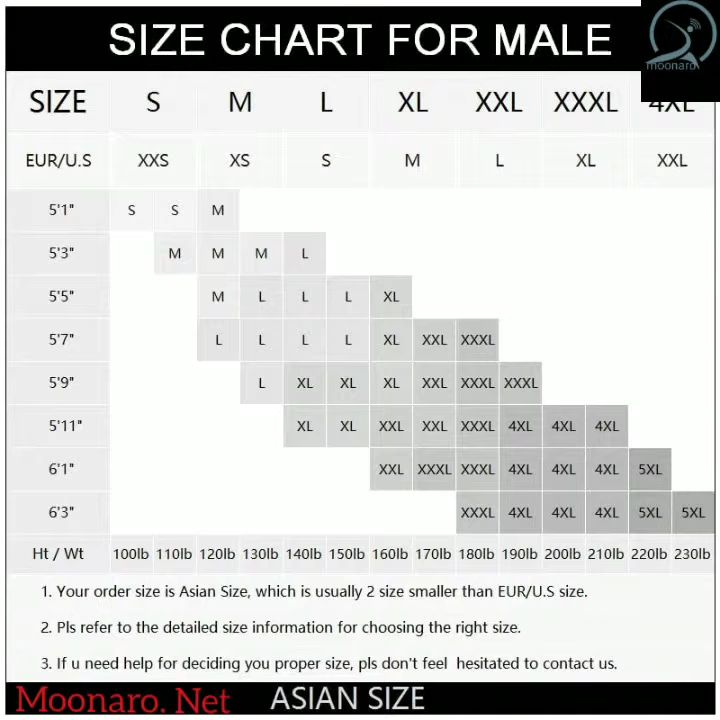 SIZE CHART FOR MALE
moonaro
SIZE S M L XL XXL XXXL 4XL
EUR/U.S XXS XS S M L XL XXL
5'1" S S M
5'3" M M M L
5'5" M L L L XL
5'7" L L L L XL XXL XXXL
5'9" L XL XL XL XXL XXXL XXXL
5'11" XL XL XXL XXL XXXL 4XL 4XL 4XL
6'1" XXL XXXL XXXL 4XL 4XL 4XL 5XL
6'3" XXXL 4XL 4XL 4XL 5XL 5XL
Ht / Wt 100lb 110lb 120lb 130lb 140lb 150lb 160lb 170lb 180lb 190lb 200lb 210lb 220lb 230lb
1. Your order size is Asian Size, which is usually 2 size smaller than EUR/U.S size.
2. Pls refer to the detailed size information for choosing the right size.
3. If u need help for deciding you proper size, pls don't feel hesitated to contact us.
Moonaro. Net ASIAN SIZE